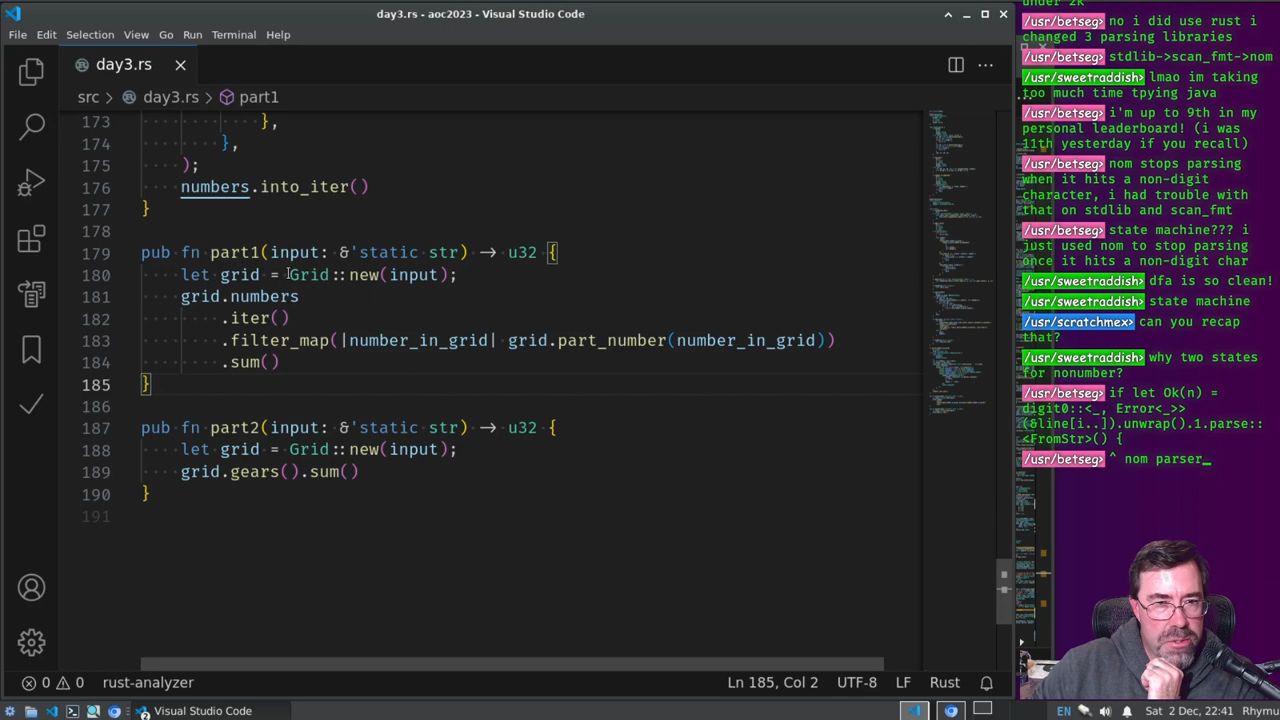 day3.rs - aoc2023 - Visual Studio Code
File Edit Selection View Go Run Terminal Help
day3.rs
src > day3.rs > part1
173 },
174 },
175 );
176 numbers.into_iter()
177 }
178
179 pub fn part1(input: &'static str) → u32 {
180 let grid = Grid::new(input);
181 grid.numbers
182 .iter()
183 .filter_map(|number_in_grid| grid.part_number(number_in_grid))
184 .sum()
185 }
186
187 pub fn part2(input: &'static str) → u32 {
188 let grid = Grid::new(input);
189 grid.gears().sum()
190 }
191
0 0 rust-analyzer Ln 185, Col 2 UTF-8 LF Rust
2 Visual Studio Code
EN Sat 2 Dec, 22:41 Rhymu
under 2k
/usr/betseg> no i did use rust i
changed 3 parsing libraries
/usr/betseg> stdlib->scan_fmt->nom
/usr/sweetraddish> lmao im taking
too much time tpying java
/usr/betseg> i'm up to 9th in my
personal leaderboard! (i was
11th yesterday if you recall)
/usr/betseg> nom stops parsing
when it hits a non-digit
character, i had trouble with
that on stdlib and scan_fmt
/usr/betseg> state machine??? i
just used nom to stop parsing
once it hits a non-digit char
/usr/sweetraddish> dfa is so clean!
/usr/sweetraddish> state machine
/usr/scratchmex> can you recap
that?
/usr/sweetraddish> why two states
for nonumber?
/usr/betseg> if let Ok(n) =
digit0::<_, Error<_>>
(&line[i..]).unwrap().1.parse::
<FromStr>() {
/usr/betseg> ^ nom parser_